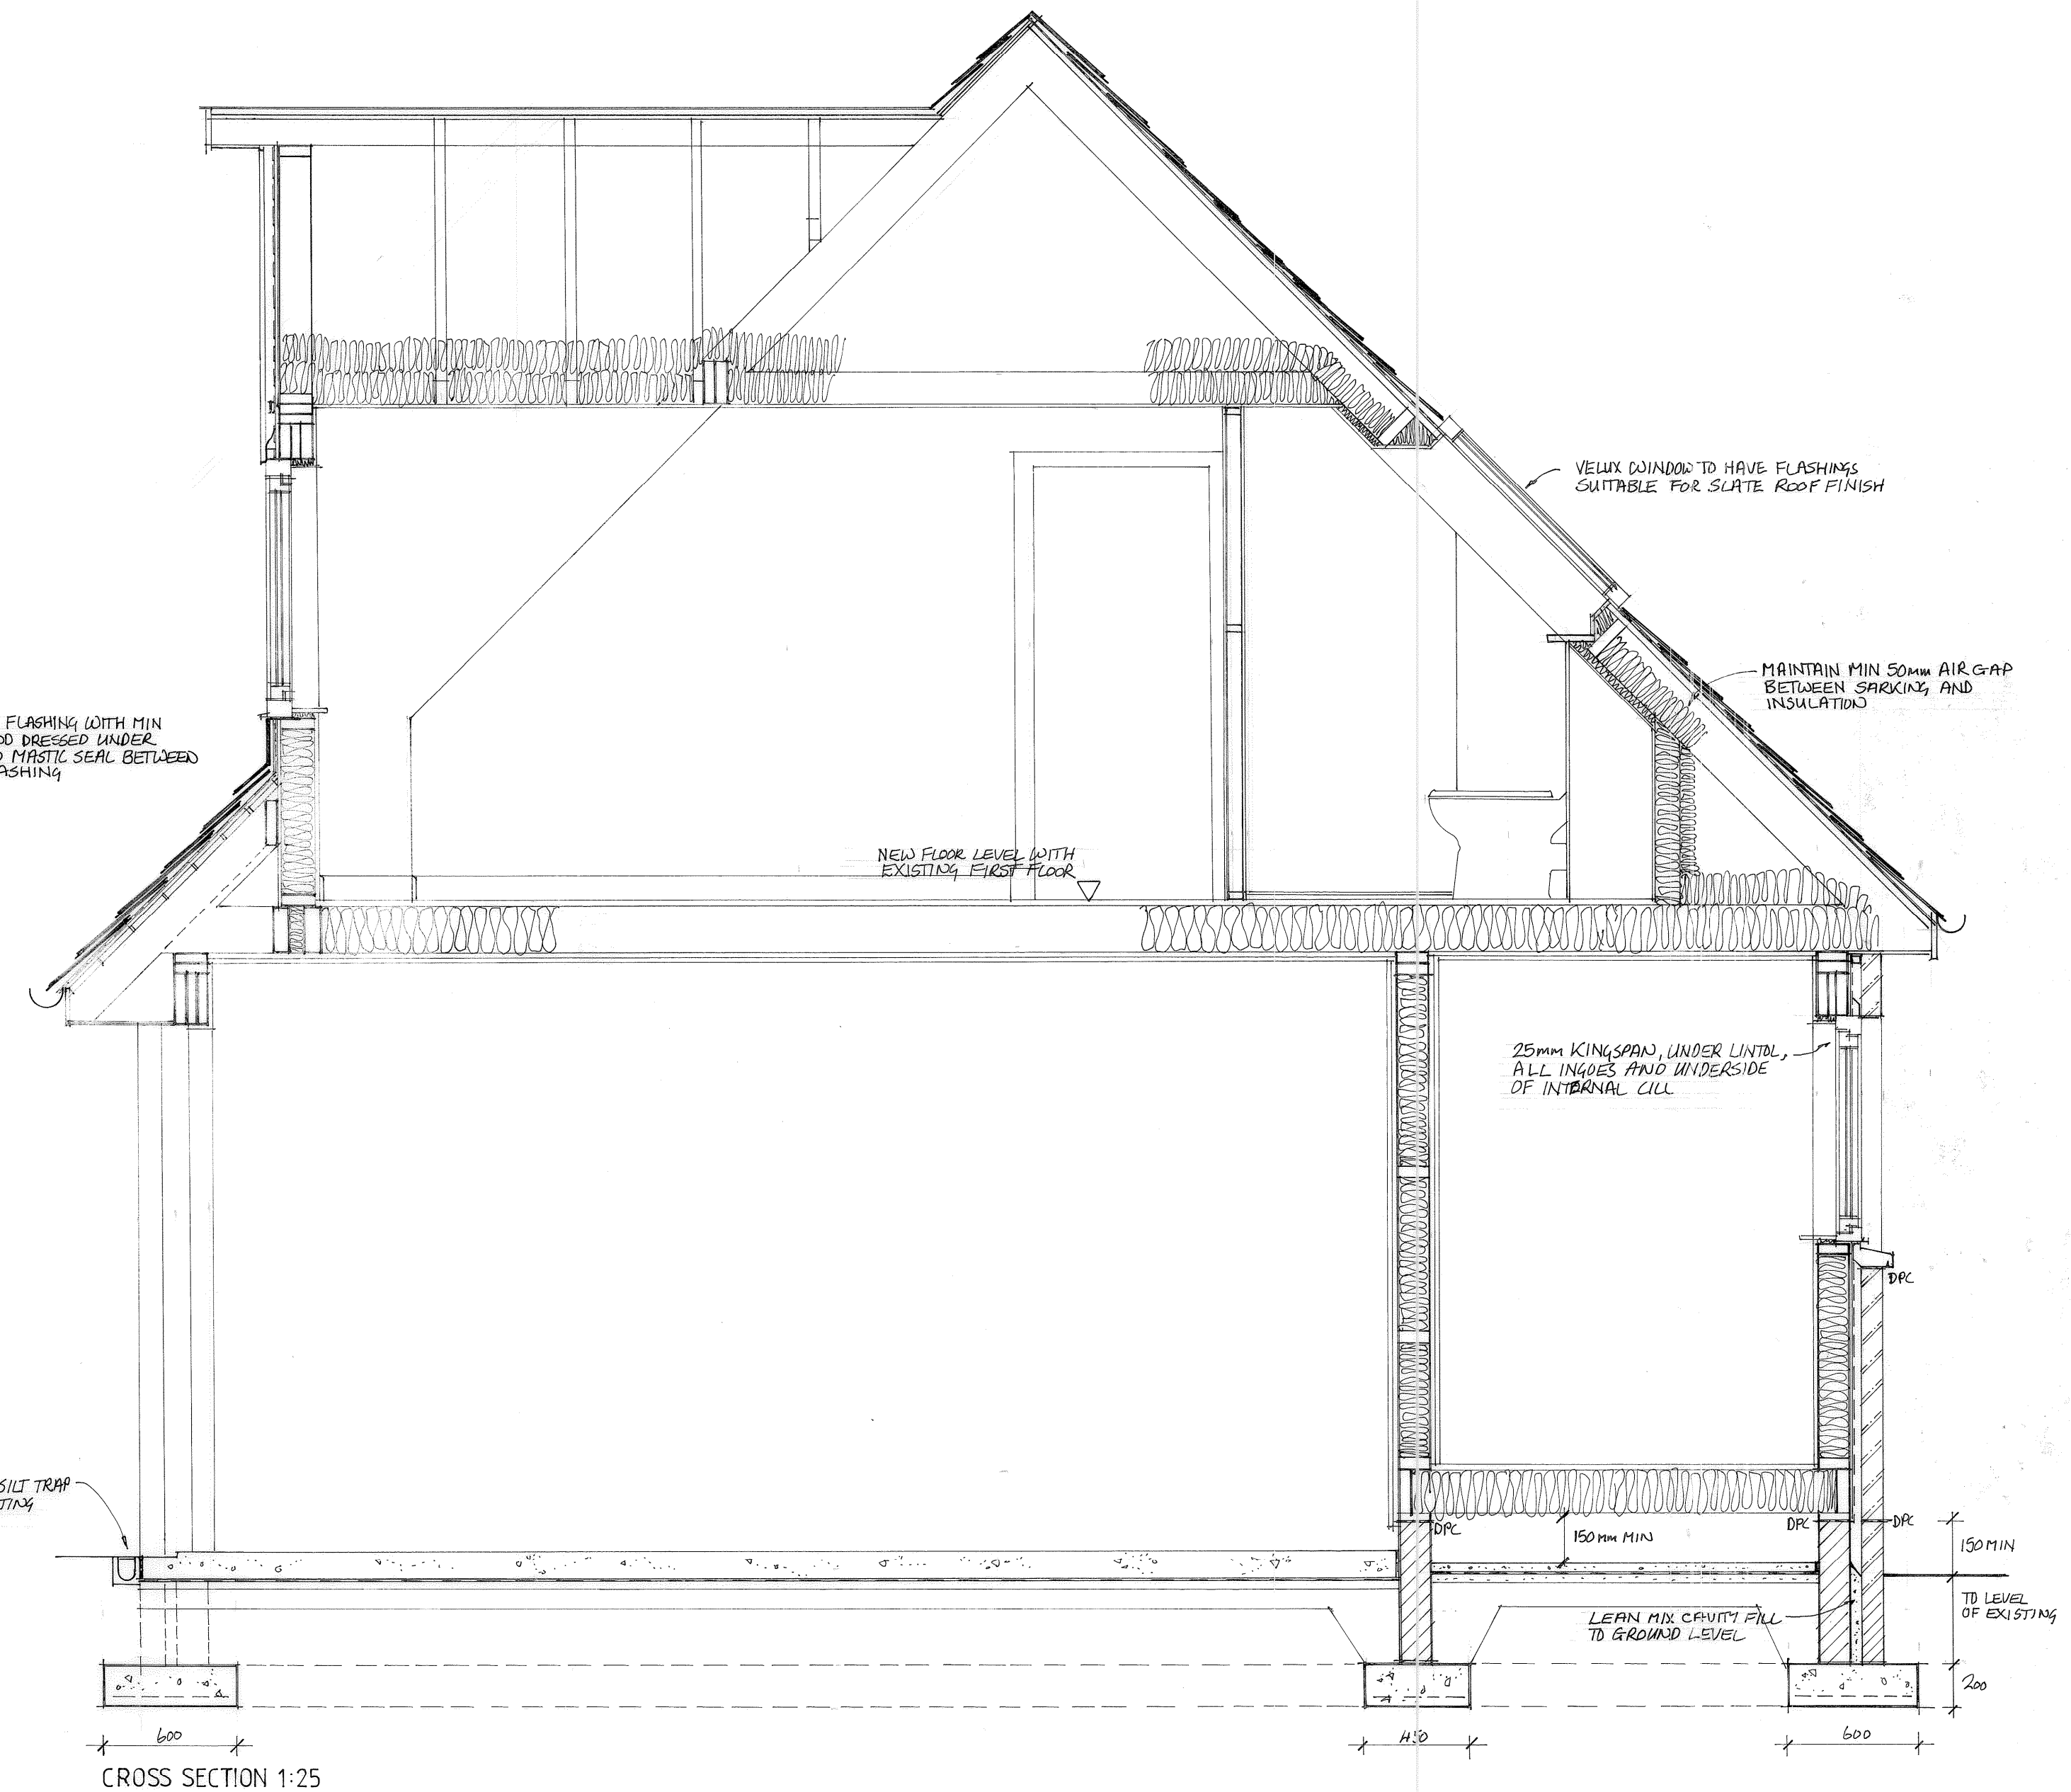 VELUX WINDOW TO HAVE FLASHINGS
SUITABLE FOR SLATE ROOF FINISH
MAINTAIN MIN 50mm AIR GAP
BETWEEN SARKING AND
INSULATION
FLASHING WITH MIN
DRESSED UNDER
MASTIC SEAL BETWEEN
ASHING
NEW FLOOR LEVEL WITH
EXISTING FIRST FLOOR
25mm KINGSPAN, UNDER LINTOL,
ALL INGOES AND UNDERSIDE
OF INTERNAL CILL
DPC
SILT TRAP
TING
DPC
150mm MIN
DPC
DPC
150 MIN
TO LEVEL
OF EXISTING
LEAN MIX CAVITY FILL
TO GROUND LEVEL
200
600
450
600
CROSS SECTION 1:25